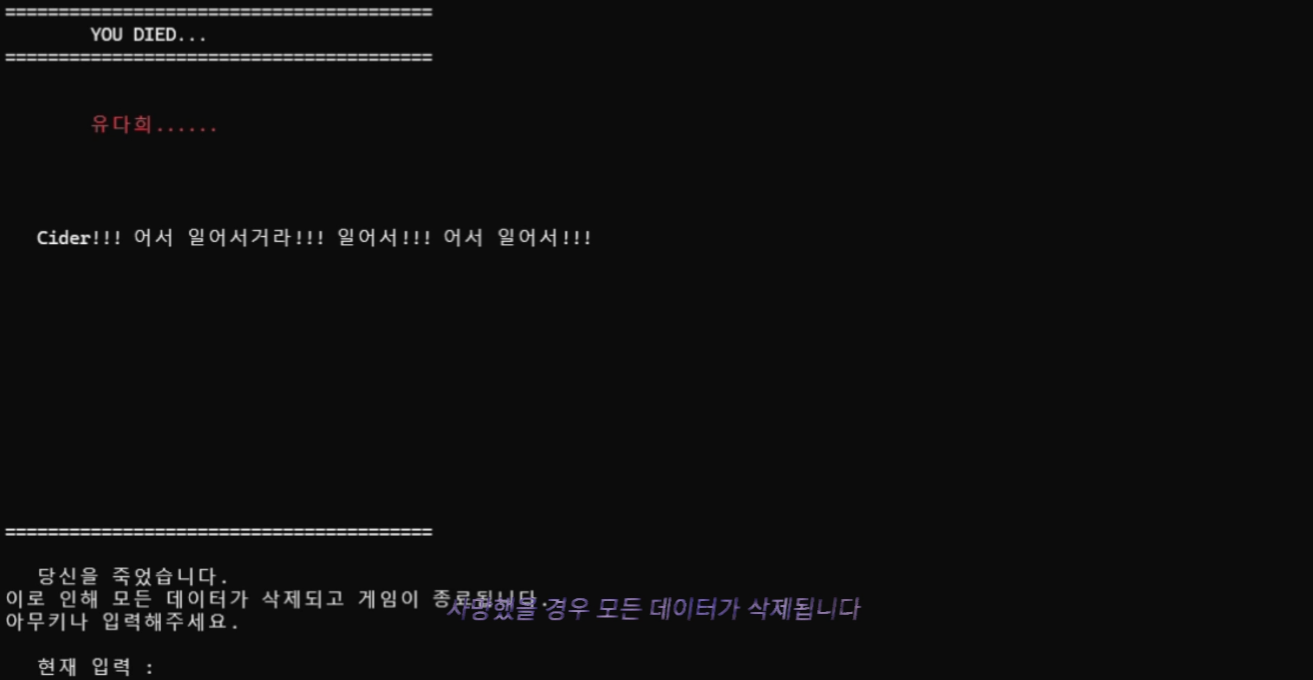 ========================================
YOU DIED...
========================================
유다희......
Cider!!! 어서 일어서거라!!! 일어서!!! 어서 일어서!!!
========================================
당신을 죽었습니다.
이로 인해 모든 데이터가 삭제되고 게임이 종료됩니다.
사망했을 경우 모든 데이터가 삭제됩니다
아무키나 입력해주세요.
현재 입력 :